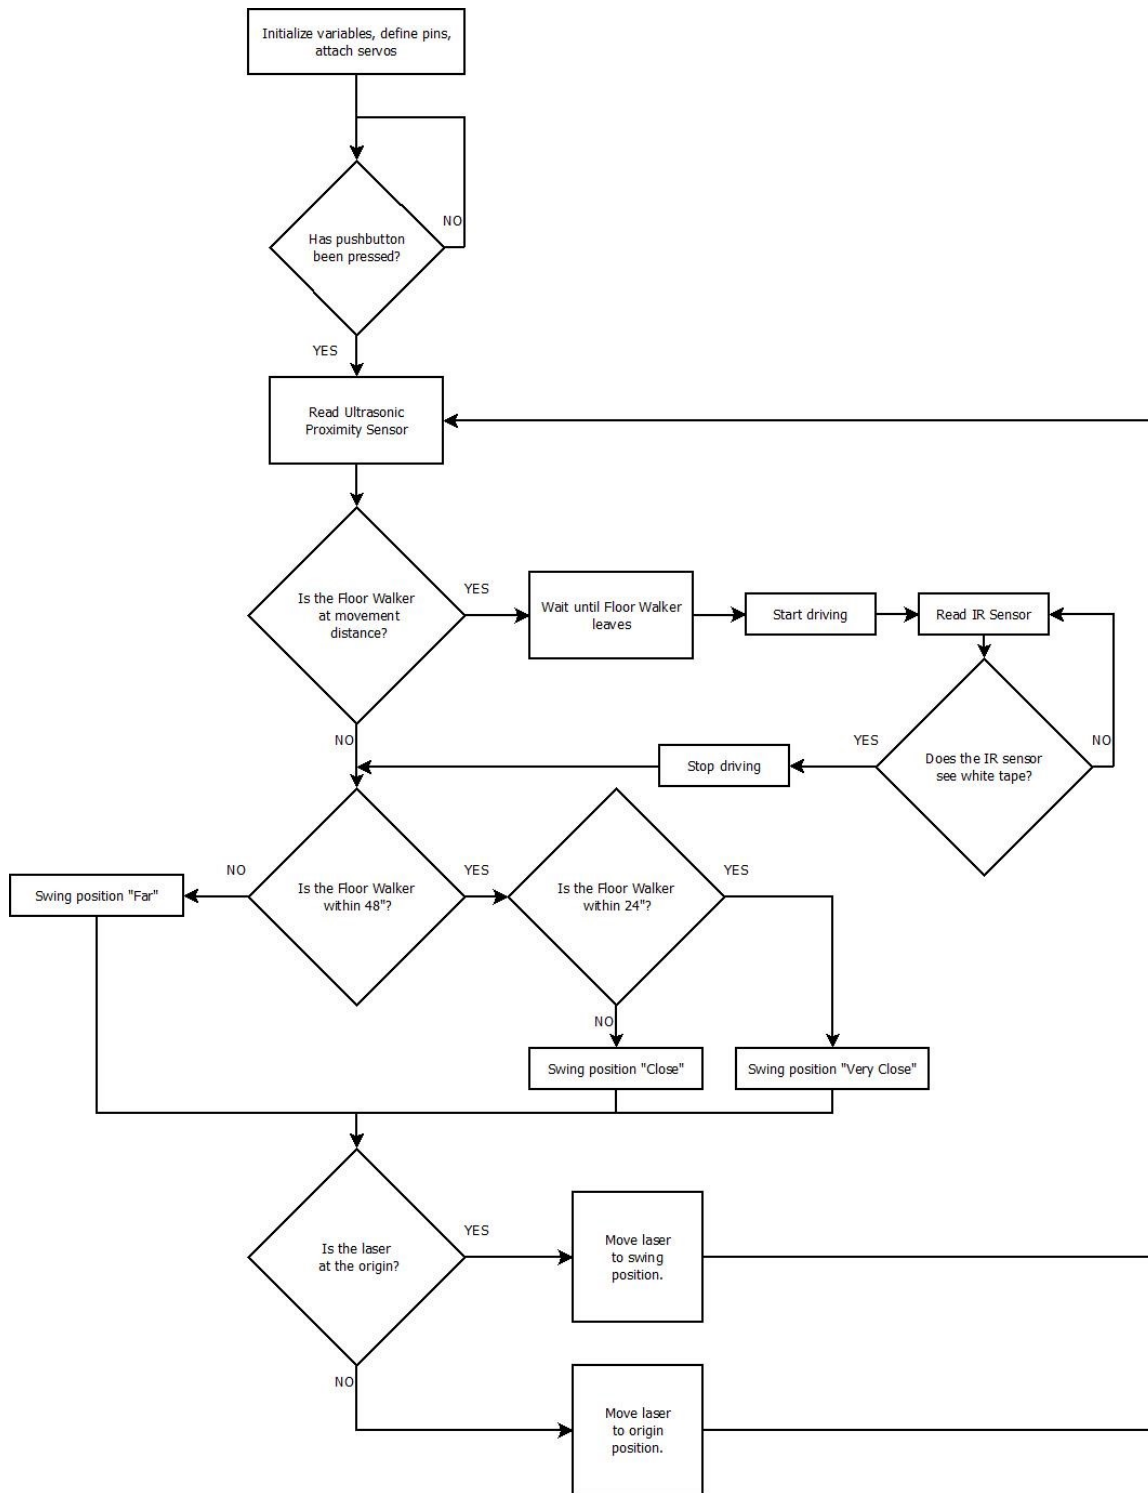 Initialize variables, define pins,
attach servos
NO
Has pushbutton
been pressed?
YES
Read Ultrasonic
Proximity Sensor
Is the Floor Walker
at movement
distance?
YES
Wait until Floor Walker
leaves
Start driving
Read IR Sensor
NO
Stop driving
YES
Does the IR sensor
see white tape?
NO
NO
Swing position "Far"
Is the Floor Walker
within 48"?
YES
Is the Floor Walker
within 24"?
YES
NO
Swing position "Close"
Swing position "Very Close"
Is the laser
at the origin?
YES
Move laser
to swing
position.
NO
Move laser
to origin
position.